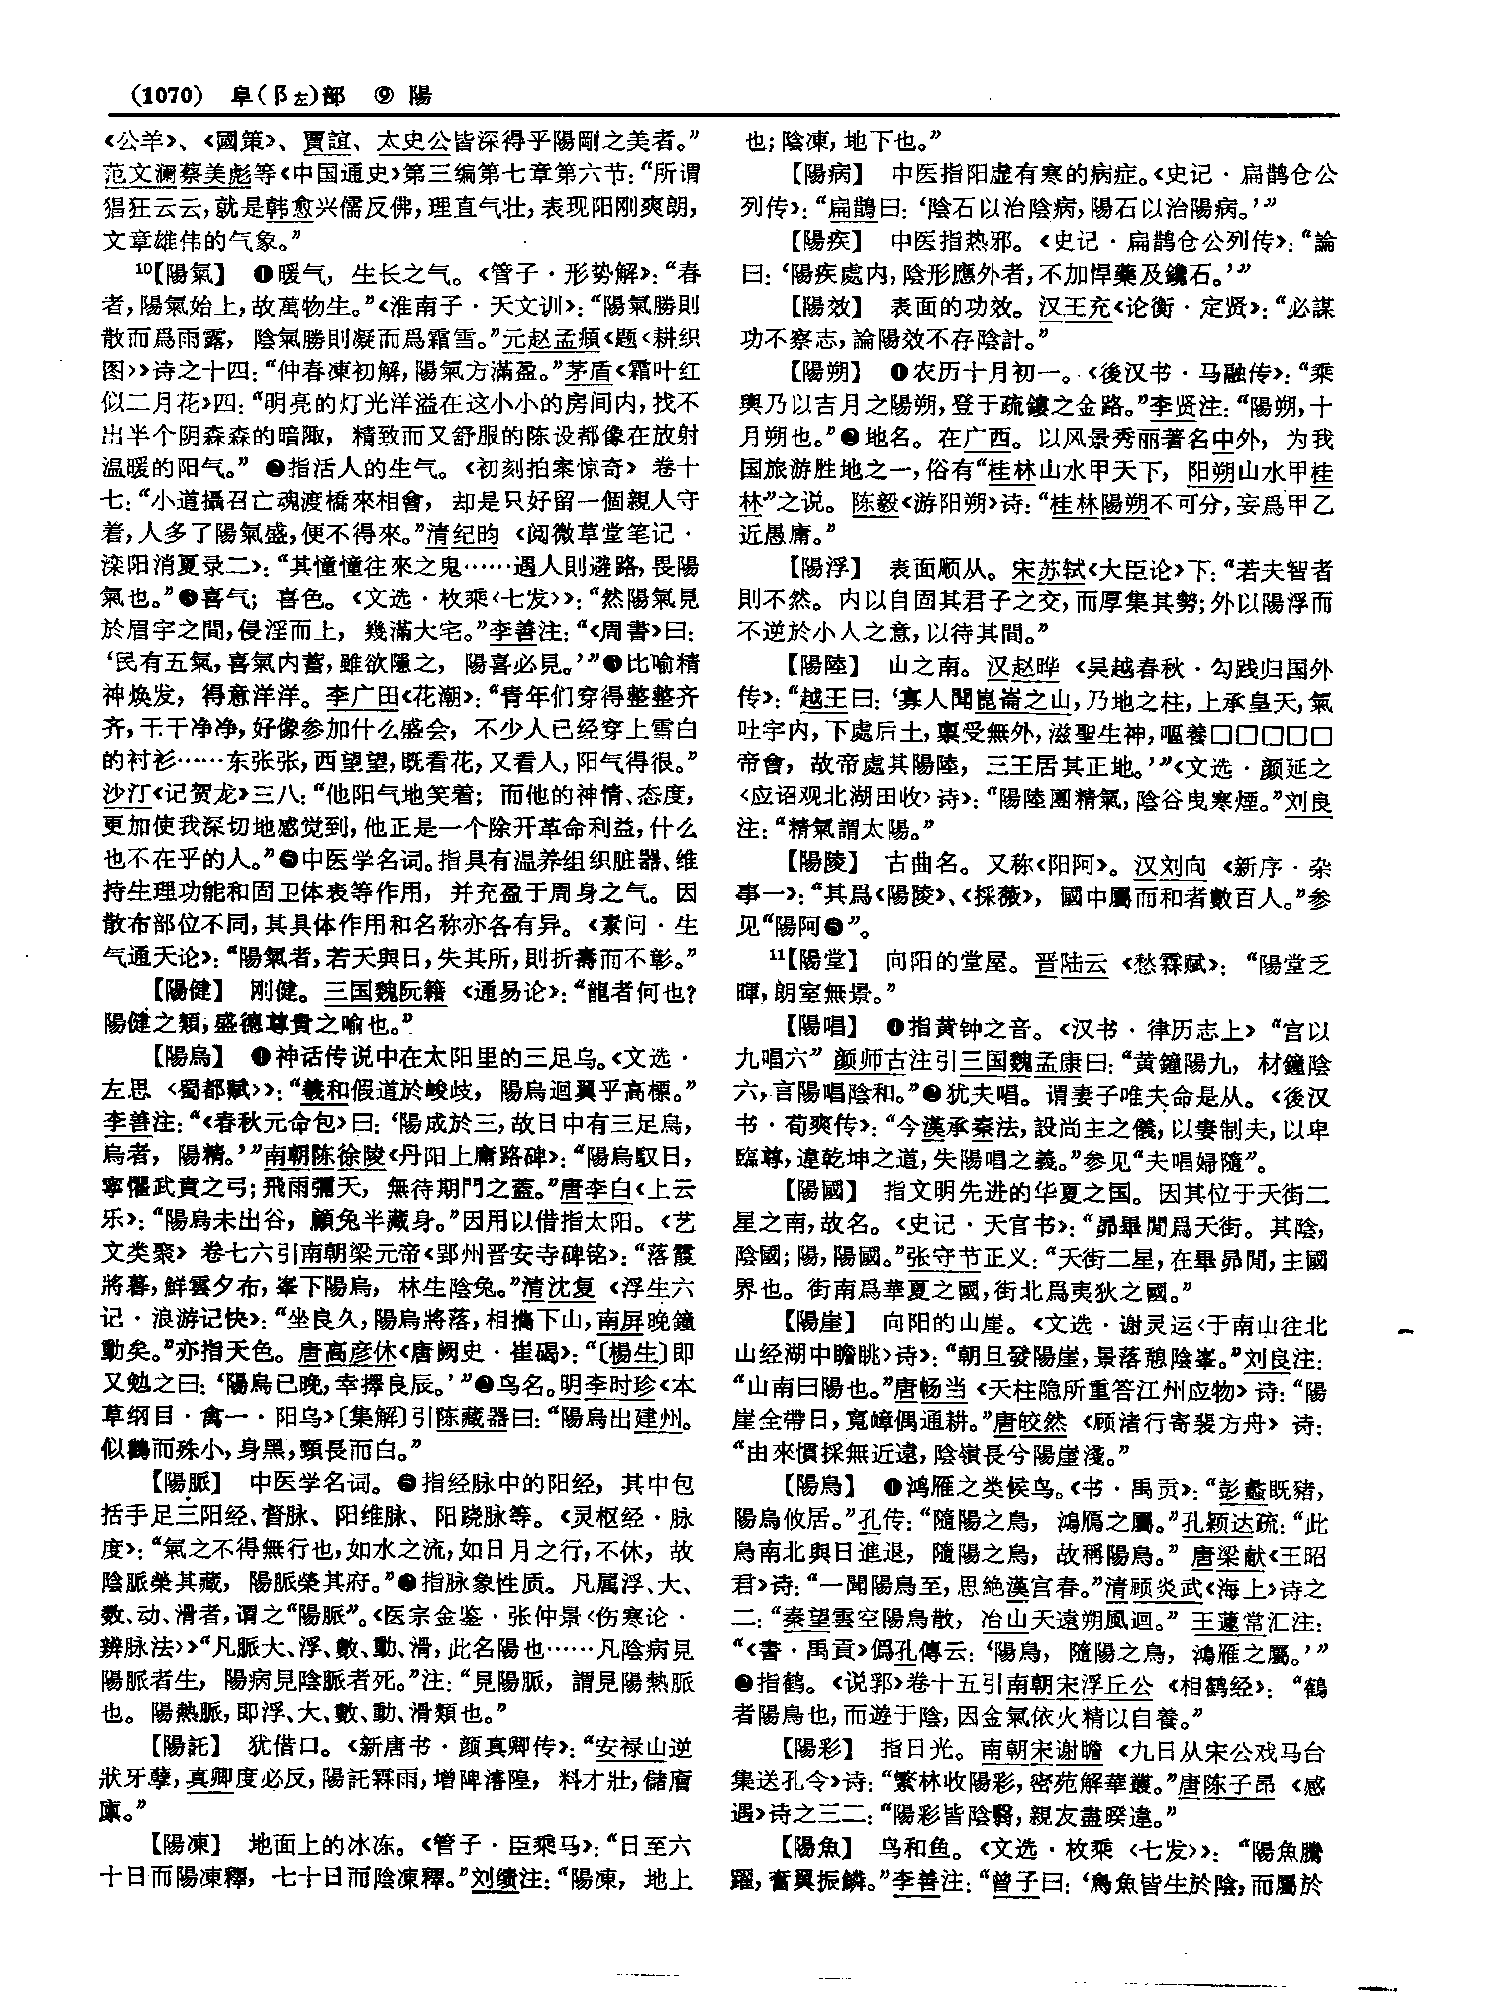 (1070) 阜(阝左)部 ⑨ 陽
《公羊》、《國策》、賈誼、太史公皆深得乎陽剛之美者。”
范文澜蔡美彪等《中国通史》第三编第七章第六节：“所谓
猖狂云云，就是韩愈兴儒反佛，理直气壮，表现阳刚爽朗，
文章雄伟的气象。”
10【陽氣】 ❶暖气，生长之气。《管子·形势解》：“春
者，陽氣始上，故萬物生。”《淮南子·天文训》：“陽氣勝則
散而爲雨露，陰氣勝則凝而爲霜雪。”元赵孟頫《题〈耕织
图〉》诗之十四：“仲春凍初解，陽氣方滿盈。”茅盾《霜叶红
似二月花》四：“明亮的灯光洋溢在这小小的房间内，找不
出半个阴森森的暗陬，精致而又舒服的陈设都像在放射
温暖的阳气。”❷指活人的生气。《初刻拍案惊奇》卷十
七：“小道攝召亡魂渡橋來相會，却是只好留一個親人守
着，人多了陽氣盛，便不得來。”清纪昀《阅微草堂笔记·
滦阳消夏录二》：“其憧憧往來之鬼……遇人則避路，畏陽
氣也。”❸喜气；喜色。《文选·枚乘〈七发〉》：“然陽氣見
於眉宇之間，侵淫而上，幾滿大宅。”李善注：“《周書》曰：
‘民有五氣，喜氣内蓄，雖欲隱之，陽喜必見。’”❹比喻精
神焕发，得意洋洋。李广田《花潮》：“青年们穿得整整齐
齐，干干净净，好像参加什么盛会，不少人已经穿上雪白
的衬衫……东张张，西望望，既看花，又看人，阳气得很。”
沙汀《记贺龙》三八：“他阳气地笑着；而他的神情、态度，
更加使我深切地感觉到，他正是一个除开革命利益，什么
也不在乎的人。”❺中医学名词。指具有温养组织脏器、维
持生理功能和固卫体表等作用，并充盈于周身之气。因
散布部位不同，其具体作用和名称亦各有异。《素问·生
气通天论》：“陽氣者，若天與日，失其所，則折壽而不彰。”
【陽健】 刚健。三国魏阮籍《通易论》：“龍者何也？
陽健之類，盛德尊貴之喻也。”
【陽烏】 ❶神话传说中在太阳里的三足乌。《文选·
左思〈蜀都赋〉》：“羲和假道於峻歧，陽烏迴翼乎高標。”
李善注：“《春秋元命包》曰：‘陽成於三，故日中有三足烏，
烏者，陽精。’”南朝陈徐陵《丹阳上庸路碑》：“陽烏馭日，
寧懼武賁之弓；飛雨彌天，無待期門之蓋。”唐李白《上云
乐》：“陽烏未出谷，顧兔半藏身。”因用以借指太阳。《艺
文类聚》卷七六引南朝梁元帝《郢州晋安寺碑铭》：“落霞
將暮，鮮雲夕布，峯下陽烏，林生陰兔。”清沈复《浮生六
记·浪游记快》：“坐良久，陽烏將落，相攜下山，南屏晚鐘
動矣。”亦指天色。唐高彦休《唐阙史·崔碣》：“〔楊生〕即
又勉之曰：‘陽烏已晚，幸擇良辰。’”❷鸟名。明李时珍《本
草纲目·禽一·阳乌》〔集解〕引陈藏器曰：“陽烏出建州。
似鸛而殊小，身黑，頸長而白。”
【陽脈】 中医学名词。❶指经脉中的阳经，其中包
括手足三阳经、督脉、阳维脉、阳跷脉等。《灵枢经·脉
度》：“氣之不得無行也，如水之流，如日月之行，不休，故
陰脈榮其藏，陽脈榮其府。”❷指脉象性质。凡属浮、大、
数、动、滑者，谓之“陽脈”。《医宗金鉴·张仲景〈伤寒论·
辨脉法〉》“凡脈大、浮、數、動、滑，此名陽也……凡陰病見
陽脈者生，陽病見陰脈者死。”注：“見陽脈，謂見陽熱脈
也。陽熱脈，即浮、大、數、動、滑類也。”
【陽託】 犹借口。《新唐书·颜真卿传》：“安禄山逆
狀牙孽，真卿度必反，陽託霖雨，增陴濬隍，料才壯，儲廥
廩。”
【陽凍】 地面上的冰冻。《管子·臣乘马》：“日至六
十日而陽凍釋，七十日而陰凍釋。”刘绩注：“陽凍，地上
也；陰凍，地下也。”
【陽病】 中医指阳虚有寒的病症。《史记·扁鹊仓公
列传》：“扁鵲曰：‘陰石以治陰病，陽石以治陽病。’”
【陽疾】 中医指热邪。《史记·扁鹊仓公列传》：“論
曰：‘陽疾處内，陰形應外者，不加悍藥及鑱石。’”
【陽效】 表面的功效。汉王充《论衡·定贤》：“必謀
功不察志，論陽效不存陰計。”
【陽朔】 ❶农历十月初一。《後汉书·马融传》：“乘
輿乃以吉月之陽朔，登于疏鏤之金路。”李贤注：“陽朔，十
月朔也。”❷地名。在广西。以风景秀丽著名中外，为我
国旅游胜地之一，俗有“桂林山水甲天下，阳朔山水甲桂
林”之说。陈毅《游阳朔》诗：“桂林陽朔不可分，妄爲甲乙
近愚庸。”
【陽浮】 表面顺从。宋苏轼《大臣论》下：“若夫智者
則不然。内以自固其君子之交，而厚集其勢；外以陽浮而
不逆於小人之意，以待其間。”
【陽陸】 山之南。汉赵晔《吴越春秋·勾践归国外
传》：“越王曰：‘寡人聞崑崙之山，乃地之柱，上承皇天，氣
吐宇内，下處后土，稟受無外，滋聖生神，嘔養□□□□□
帝會，故帝處其陽陸，三王居其正地。’”《文选·颜延之
〈应诏观北湖田收〉诗》：“陽陸團精氣，陰谷曳寒煙。”刘良
注：“精氣謂太陽。”
【陽陵】 古曲名。又称《阳阿》。汉刘向《新序·杂
事一》：“其爲《陽陵》、《採薇》，國中屬而和者數百人。”参
见“陽阿❺”。
11【陽堂】 向阳的堂屋。晋陆云《愁霖赋》：“陽堂乏
暉，朗室無景。”
【陽唱】 ❶指黄钟之音。《汉书·律历志上》“宫以
九唱六”颜师古注引三国魏孟康曰：“黄鐘陽九，材鐘陰
六，言陽唱陰和。”❷犹夫唱。谓妻子唯夫命是从。《後汉
书·荀爽传》：“今漢承秦法，設尚主之儀，以妻制夫，以卑
臨尊，違乾坤之道，失陽唱之義。”参见“夫唱婦隨”。
【陽國】 指文明先进的华夏之国。因其位于天街二
星之南，故名。《史记·天官书》：“昴畢閒爲天街。其陰，
陰國；陽，陽國。”张守节正义：“天街二星，在畢昴閒，主國
界也。街南爲華夏之國，街北爲夷狄之國。”
【陽崖】 向阳的山崖。《文选·谢灵运〈于南山往北
山经湖中瞻眺〉诗》：“朝旦發陽崖，景落憩陰峯。”刘良注：
“山南曰陽也。”唐畅当《天柱隐所重答江州应物》诗：“陽
崖全帶日，寬嶂偶通耕。”唐皎然《顾渚行寄裴方舟》诗：
“由來慣採無近遠，陰嶺長兮陽崖淺。”
【陽鳥】 ❶鸿雁之类候鸟。《书·禹贡》：“彭蠡既豬，
陽鳥攸居。”孔传：“隨陽之鳥，鴻鴈之屬。”孔颖达疏：“此
鳥南北與日進退，隨陽之鳥，故稱陽鳥。”唐梁献《王昭
君》诗：“一聞陽鳥至，思絶漢宫春。”清顾炎武《海上》诗之
二：“秦望雲空陽鳥散，冶山天遠朔風迴。”王蘧常汇注：
“《書·禹貢》僞孔傳云：‘陽鳥，隨陽之鳥，鴻雁之屬。’”
❷指鹤。《说郛》卷十五引南朝宋浮丘公《相鹤经》：“鶴
者陽鳥也，而遊于陰，因金氣依火精以自養。”
【陽彩】 指日光。南朝宋谢瞻《九日从宋公戏马台
集送孔令》诗：“繁林收陽彩，密苑解華叢。”唐陈子昂《感
遇》诗之三二：“陽彩皆陰翳，親友盡暌違。”
【陽魚】 鸟和鱼。《文选·枚乘〈七发〉》：“陽魚騰
躍，奮翼振鱗。”李善注：“曾子曰：‘鳥魚皆生於陰，而屬於